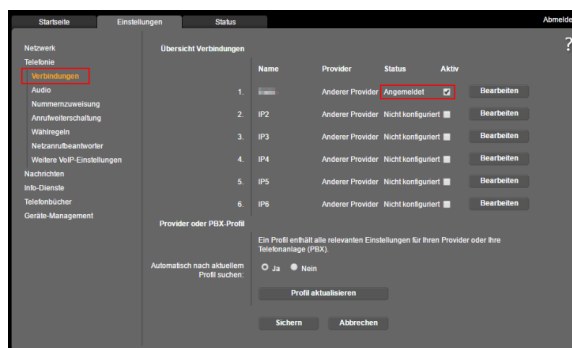 Startseite Einstellungen Status Abmelde
?
Netzwerk
Telefonie
Verbindungen
Audio
Nummernzuweisung
Anrufweiterschaltung
Wählregeln
Netzanrufbeantworter
Weitere VoIP-Einstellungen
Nachrichten
Info-Dienste
Telefonbücher
Geräte-Management
Übersicht Verbindungen
Name Provider Status Aktiv
1. Anderer Provider Angemeldet Bearbeiten
2. IP2 Anderer Provider Nicht konfiguriert Bearbeiten
3. IP3 Anderer Provider Nicht konfiguriert Bearbeiten
4. IP4 Anderer Provider Nicht konfiguriert Bearbeiten
5. IP5 Anderer Provider Nicht konfiguriert Bearbeiten
6. IP6 Anderer Provider Nicht konfiguriert Bearbeiten
Provider oder PBX-Profil
Ein Profil enthält alle relevanten Einstellungen für Ihren Provider oder Ihre
Telefonanlage (PBX).
Automatisch nach aktuellem
Profil suchen:
Ja Nein
Profil aktualisieren
Sichern Abbrechen